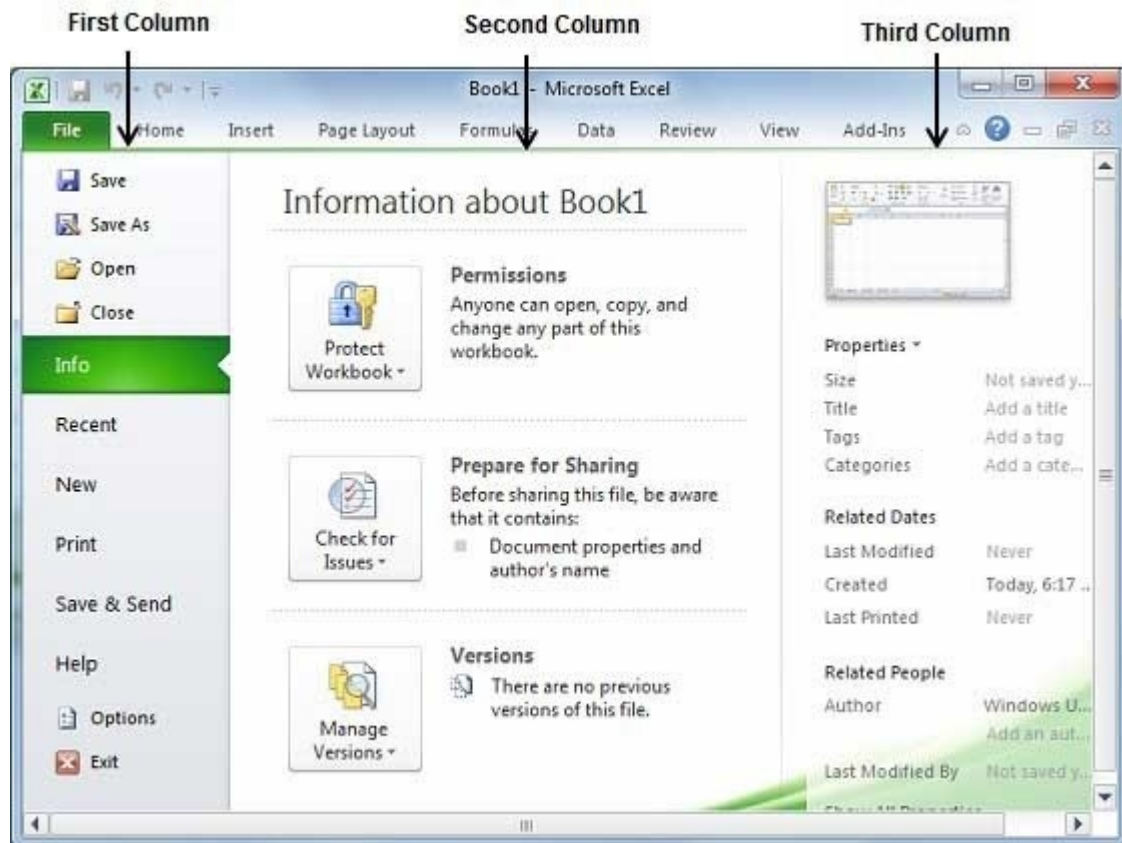 First Column
Second Column
Third Column
Book1 - Microsoft Excel
File Home Insert Page Layout Formulas Data Review View Add-Ins
Save
Save As
Open
Close
Info
Recent
New
Print
Save & Send
Help
Options
Exit
Information about Book1
Protect
Workbook
Permissions
Anyone can open, copy, and
change any part of this
workbook.
Check for
Issues
Prepare for Sharing
Before sharing this file, be aware
that it contains:
Document properties and
author's name
Manage
Versions
Versions
There are no previous
versions of this file.
Properties
Size Not saved y...
Title Add a title
Tags Add a tag
Categories Add a cate...
Related Dates
Last Modified Never
Created Today, 6:17 ..
Last Printed Never
Related People
Author Windows U...
Add an aut...
Last Modified By Not saved y...
Show All Properties